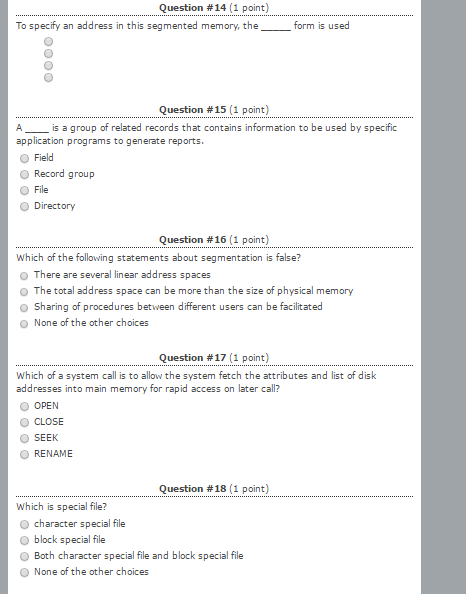 Question #14 (1 point)
To specify an address in this segmented memory, the _____ form is used
Question #15 (1 point)
A _____ is a group of related records that contains information to be used by specific
application programs to generate reports.
Field
Record group
File
Directory
Question #16 (1 point)
Which of the following statements about segmentation is false?
There are several linear address spaces
The total address space can be more than the size of physical memory
Sharing of procedures between different users can be facilitated
None of the other choices
Question #17 (1 point)
Which of a system call is to allow the system fetch the attributes and list of disk
addresses into main memory for rapid access on later call?
OPEN
CLOSE
SEEK
RENAME
Question #18 (1 point)
Which is special file?
character special file
block special file
Both character special file and block special file
None of the other choices